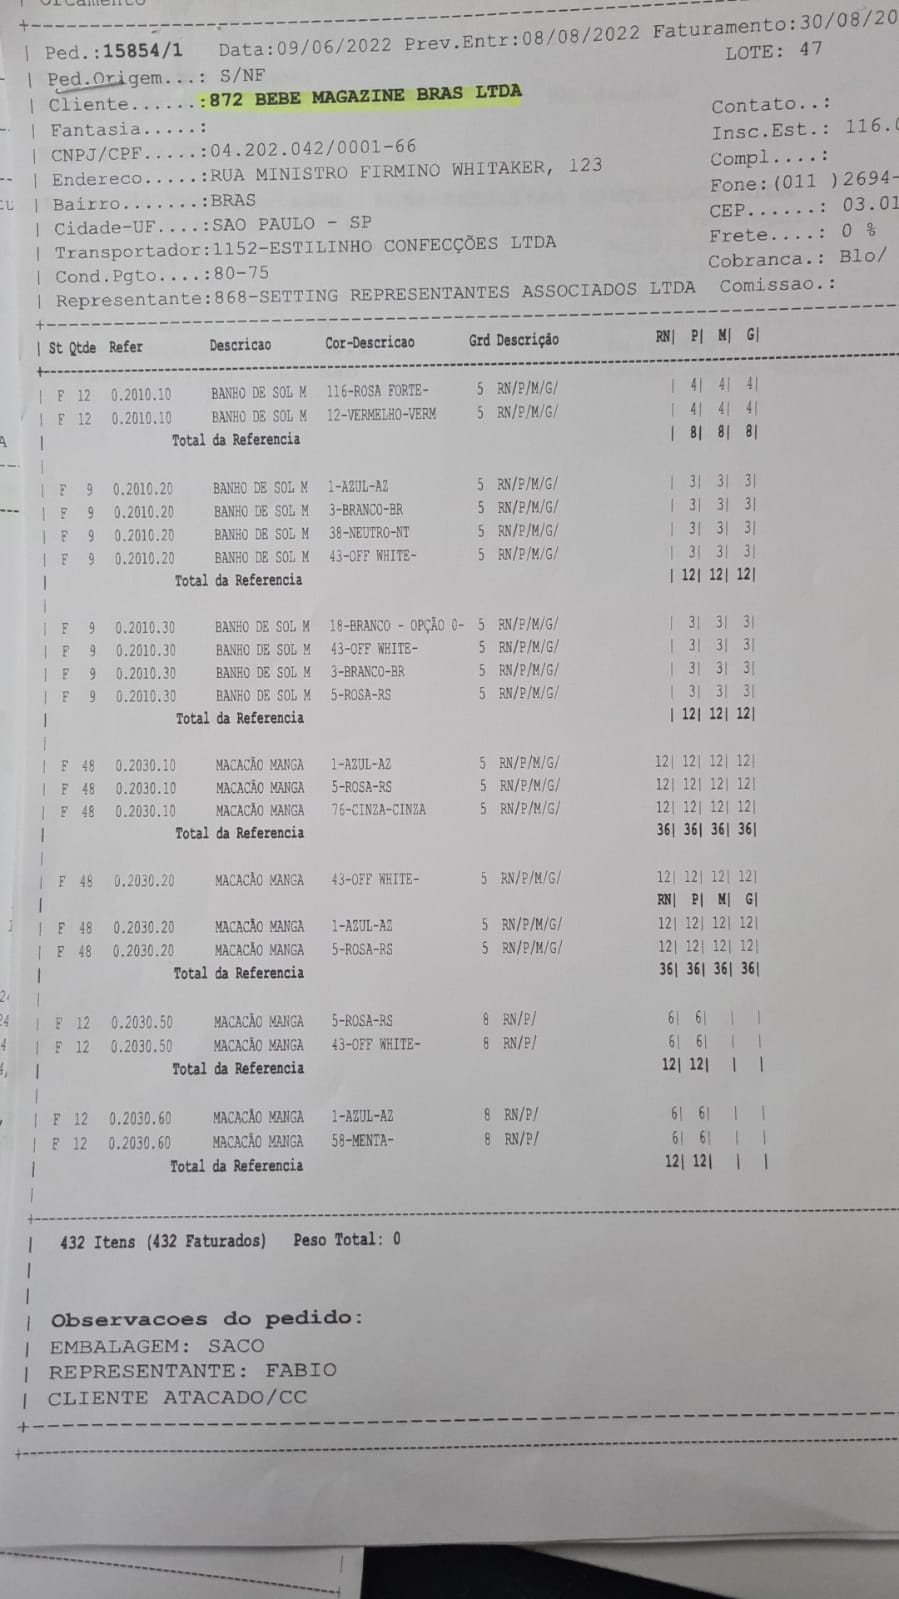 Ped.:15854/1 Data:09/06/2022 Prev.Entr:08/08/2022 Faturamento:30/08/20
LOTE: 47
Ped.Origem...: S/NF
Cliente......:872 BEBE MAGAZINE BRAS LTDA
Contato..:
Fantasia.....:
Insc.Est.: 116.
CNPJ/CPF.....:04.202.042/0001-66
Compl....:
Endereco.....:RUA MINISTRO FIRMINO WHITAKER, 123
Fone:(011 )2694-
Bairro.......:BRAS
CEP......: 03.01
Cidade-UF....:SAO PAULO - SP
Frete....: 0 %
Transportador:1152-ESTILINHO CONFECÇÕES LTDA
Cobranca.: Blo/
Cond.Pgto....:80-75
Representante:868-SETTING REPRESENTANTES ASSOCIADOS LTDA Comissao.:
| St Qtde Refer Descricao Cor-Descricao Grd Descrição RN| P| M| G|
| F 12 0.2010.10 BANHO DE SOL M 116-ROSA FORTE- 5 RN/P/M/G/ | 4| 4| 4|
| F 12 0.2010.10 BANHO DE SOL M 12-VERMELHO-VERM 5 RN/P/M/G/ | 4| 4| 4|
| Total da Referencia | 8| 8| 8|
| F 9 0.2010.20 BANHO DE SOL M 1-AZUL-AZ 5 RN/P/M/G/ | 3| 3| 3|
| F 9 0.2010.20 BANHO DE SOL M 3-BRANCO-BR 5 RN/P/M/G/ | 3| 3| 3|
| F 9 0.2010.20 BANHO DE SOL M 38-NEUTRO-NT 5 RN/P/M/G/ | 3| 3| 3|
| F 9 0.2010.20 BANHO DE SOL M 43-OFF WHITE- 5 RN/P/M/G/ | 3| 3| 3|
| Total da Referencia | 12| 12| 12|
| F 9 0.2010.30 BANHO DE SOL M 18-BRANCO - OPÇÃO 0- 5 RN/P/M/G/ | 3| 3| 3|
| F 9 0.2010.30 BANHO DE SOL M 43-OFF WHITE- 5 RN/P/M/G/ | 3| 3| 3|
| F 9 0.2010.30 BANHO DE SOL M 3-BRANCO-BR 5 RN/P/M/G/ | 3| 3| 3|
| F 9 0.2010.30 BANHO DE SOL M 5-ROSA-RS 5 RN/P/M/G/ | 3| 3| 3|
| Total da Referencia | 12| 12| 12|
| F 48 0.2030.10 MACACÃO MANGA 1-AZUL-AZ 5 RN/P/M/G/ 12| 12| 12| 12|
| F 48 0.2030.10 MACACÃO MANGA 5-ROSA-RS 5 RN/P/M/G/ 12| 12| 12| 12|
| F 48 0.2030.10 MACACÃO MANGA 76-CINZA-CINZA 5 RN/P/M/G/ 12| 12| 12| 12|
| Total da Referencia 36| 36| 36| 36|
| F 48 0.2030.20 MACACÃO MANGA 43-OFF WHITE- 5 RN/P/M/G/ 12| 12| 12| 12|
| RN| P| M| G|
| F 48 0.2030.20 MACACÃO MANGA 1-AZUL-AZ 5 RN/P/M/G/ 12| 12| 12| 12|
| F 48 0.2030.20 MACACÃO MANGA 5-ROSA-RS 5 RN/P/M/G/ 12| 12| 12| 12|
| Total da Referencia 36| 36| 36| 36|
| F 12 0.2030.50 MACACÃO MANGA 5-ROSA-RS 8 RN/P/ 6| 6| | |
| F 12 0.2030.50 MACACÃO MANGA 43-OFF WHITE- 8 RN/P/ 6| 6| | |
| Total da Referencia 12| 12| | |
| F 12 0.2030.60 MACACÃO MANGA 1-AZUL-AZ 8 RN/P/ 6| 6| | |
| F 12 0.2030.60 MACACÃO MANGA 58-MENTA- 8 RN/P/ 6| 6| | |
| Total da Referencia 12| 12| | |
| 432 Itens (432 Faturados) Peso Total: 0
| Observacoes do pedido:
| EMBALAGEM: SACO
| REPRESENTANTE: FABIO
| CLIENTE ATACADO/CC